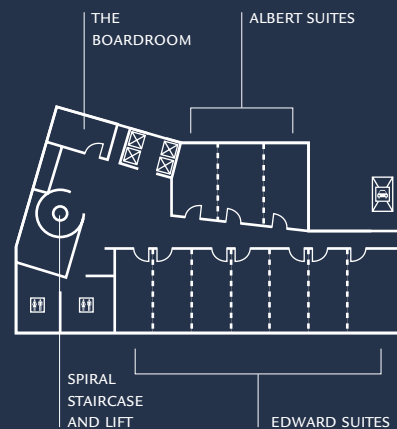 THE
BOARDROOM
ALBERT SUITES
SPIRAL
STAIRCASE
AND LIFT
EDWARD SUITES